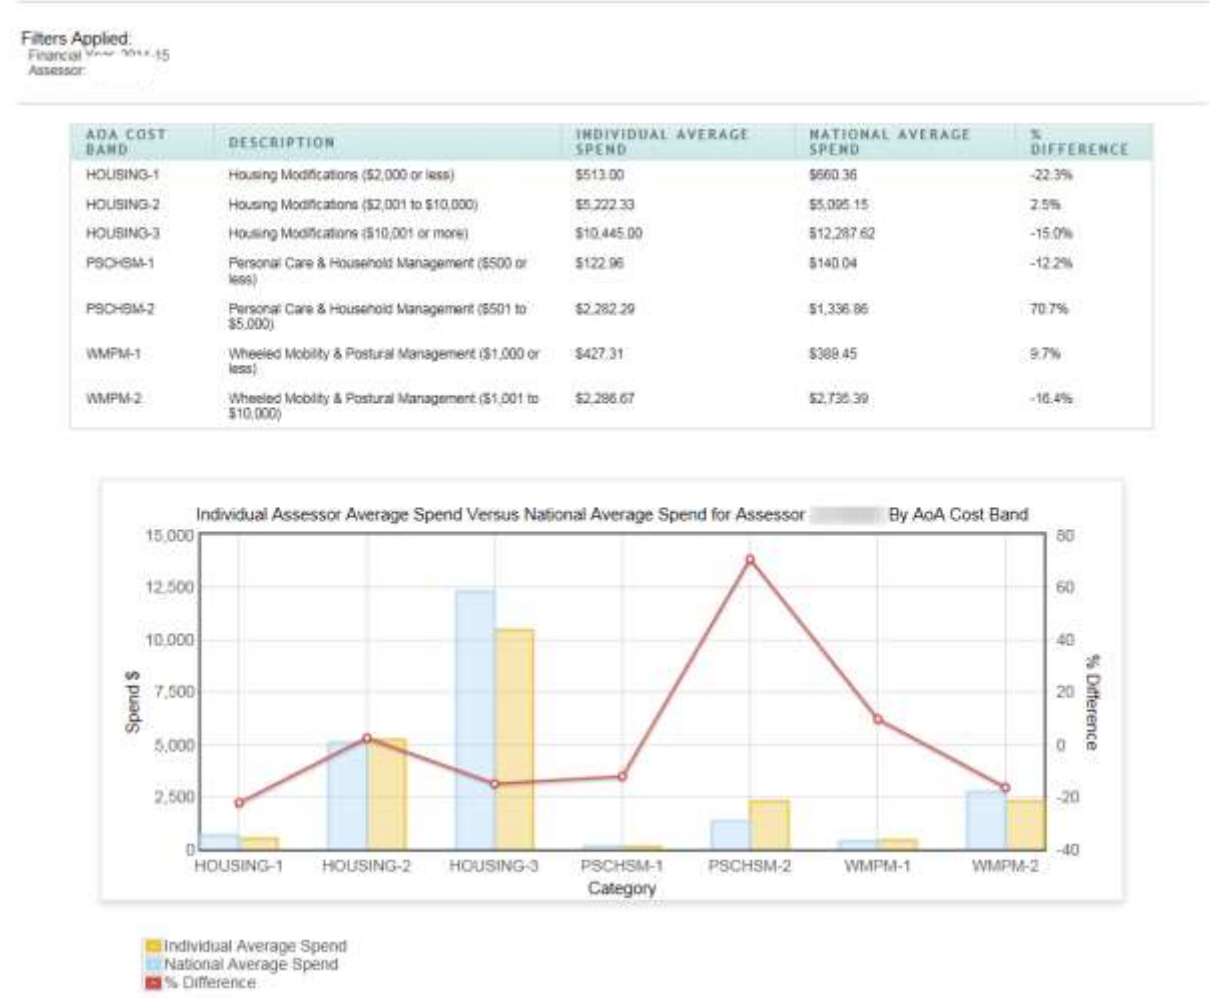 Filters Applied:
Financial Year: 2014-15
Assessor:
AOA COST BAND DESCRIPTION INDIVIDUAL AVERAGE SPEND NATIONAL AVERAGE SPEND % DIFFERENCE
HOUSING-1 Housing Modifications ($2,000 or less) $513.00 $660.36 -22.3%
HOUSING-2 Housing Modifications ($2,001 to $10,000) $5,222.33 $5,095.15 2.5%
HOUSING-3 Housing Modifications ($10,001 or more) $10,445.00 $12,287.62 -15.0%
PSCHSM-1 Personal Care & Household Management ($500 or less) $122.96 $140.04 -12.2%
PSCHSM-2 Personal Care & Household Management ($501 to $5,000) $2,282.29 $1,336.86 70.7%
WMPM-1 Wheeled Mobility & Postural Management ($1,000 or less) $427.31 $389.45 9.7%
WMPM-2 Wheeled Mobility & Postural Management ($1,001 to $10,000) $2,286.67 $2,735.39 -16.4%
Individual Assessor Average Spend Versus National Average Spend for Assessor By AoA Cost Band
15,000 80
12,500 60
10,000 40
7,500 20
5,000 0
2,500 -20
0 -40
Spend $
% Difference
HOUSING-1 HOUSING-2 HOUSING-3 PSCHSM-1 PSCHSM-2 WMPM-1 WMPM-2
Category
Individual Average Spend
National Average Spend
% Difference